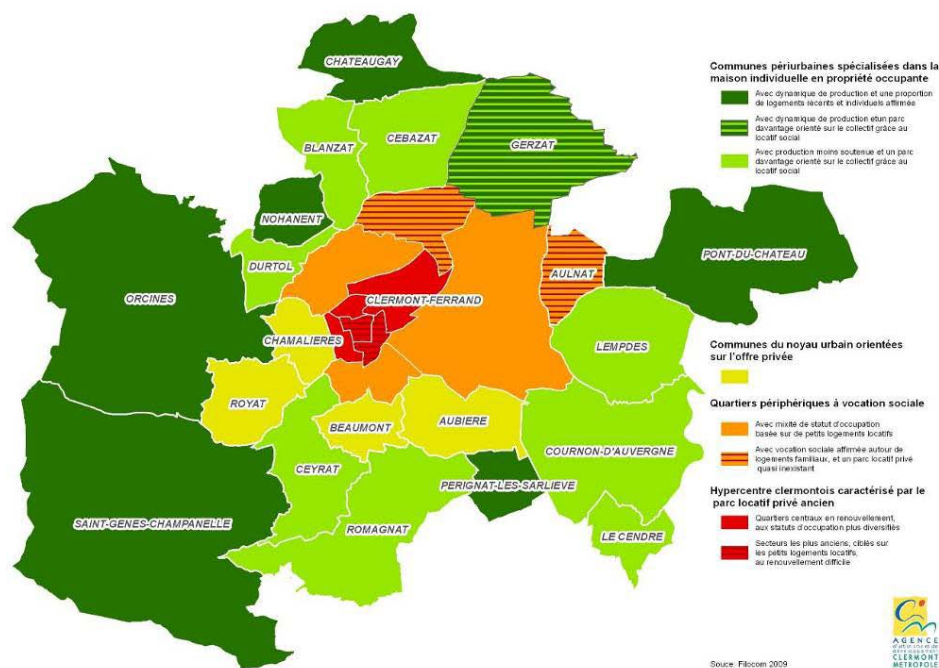 CHATEAUGAY
CEBAZAT
BLANZAT
GERZAT
NOHANENT
DURTOL
ORCINES
CLERMONT-FERRAND
AULNAT
PONT-DU-CHATEAU
CHAMALIERES
LEMPDES
ROYAT
BEAUMONT
AUBIERE
CEYRAT
COURNON-D'AUVERGNE
PERIGNAT-LES-SARLIEVE
SAINT-GENES-CHAMPANELLE
ROMAGNAT
LE CENDRE
Communes périurbaines spécialisées dans la
maison individuelle en propriété occupante
Avec dynamique de production et une proportion
de logements récents et individuels affirmée
Avec dynamique de production etun parc
davantage orienté sur le collectif grâce au
locatif social
Avec production moins soutenue et un parc
davantage orienté sur le collectif grâce au
locatif social
Communes du noyau urbain orientées
sur l'offre privée
Quartiers périphériques à vocation sociale
Avec mixité de statut d'occupation
basée sur de petits logements locatifs
Avec vocation sociale affirmée autour de
logements familiaux, et un parc locatif privé
quasi inexistant
Hypercentre clermontois caractérisé par le
parc locatif privé ancien
Quartiers centraux en renouvellement,
aux statuts d'occupation plus diversifiés
Secteurs les plus anciens, ciblés sur
les petits logements locatifs,
au renouvellement difficile
Souce: Filocom 2009
AGENCE
CLERMONT
METROPOLE